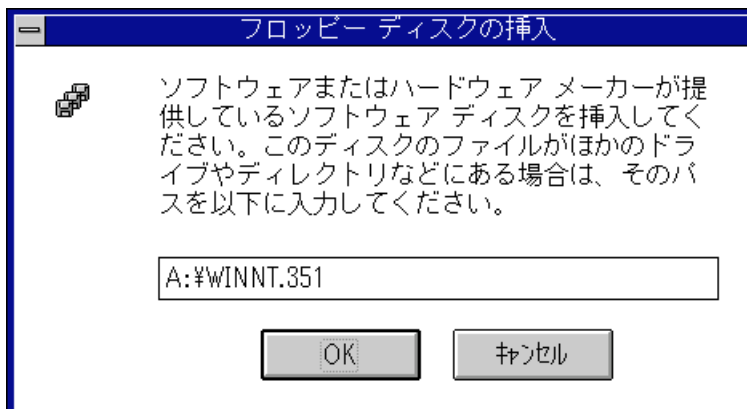 フロッピー ディスクの挿入
ソフトウェアまたはハードウェア メーカーが提
供しているソフトウェア ディスクを挿入してく
ださい。このディスクのファイルがほかのドラ
イブやディレクトリなどにある場合は、そのパ
スを以下に入力してください。
A:¥WINNT.351
OK
ｷｬﾝｾﾙ